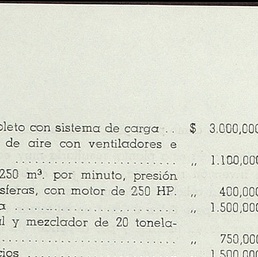 pleto con sistema de carga . . $ 3.000,000
de aire con ventiladores e
. . . . . . . . . . . . . . . . . . . . . . . . „ 1.100,000
250 m³. por minuto, presión
sferas, con motor de 250 HP. „ 400,000
a . . . . . . . . . . . . . . . . . . . . . . „ 1.500,000
al y mezclador de 20 tonela-
. . . . . . . . . . . . . . . . . . . . . . . . „ 750,000
cios . . . . . . . . . . . . . . . . . . . . „ 1.500,000